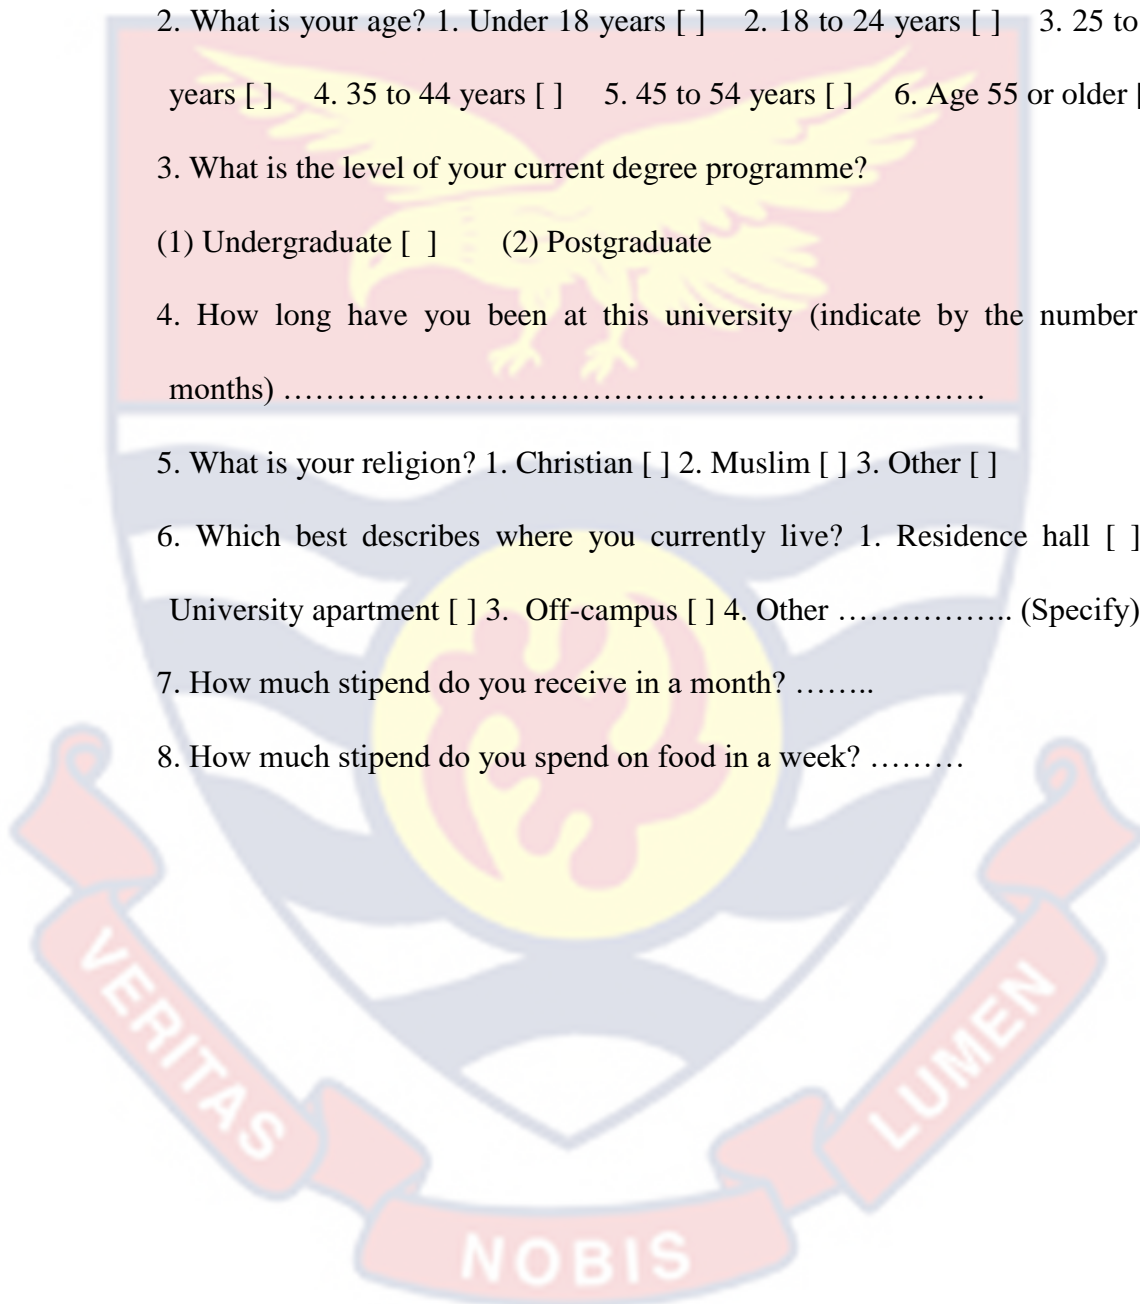 2. What is your age? 1. Under 18 years [ ] 2. 18 to 24 years [ ] 3. 25 to
years [ ] 4. 35 to 44 years [ ] 5. 45 to 54 years [ ] 6. Age 55 or older [
3. What is the level of your current degree programme?
(1) Undergraduate [ ] (2) Postgraduate
4. How long have you been at this university (indicate by the number
months) …………………………………………………………
5. What is your religion? 1. Christian [ ] 2. Muslim [ ] 3. Other [ ]
6. Which best describes where you currently live? 1. Residence hall [ ]
University apartment [ ] 3. Off-campus [ ] 4. Other …………….. (Specify)
7. How much stipend do you receive in a month? ……..
8. How much stipend do you spend on food in a week? ………
VERITAS
NOBIS
LUMEN